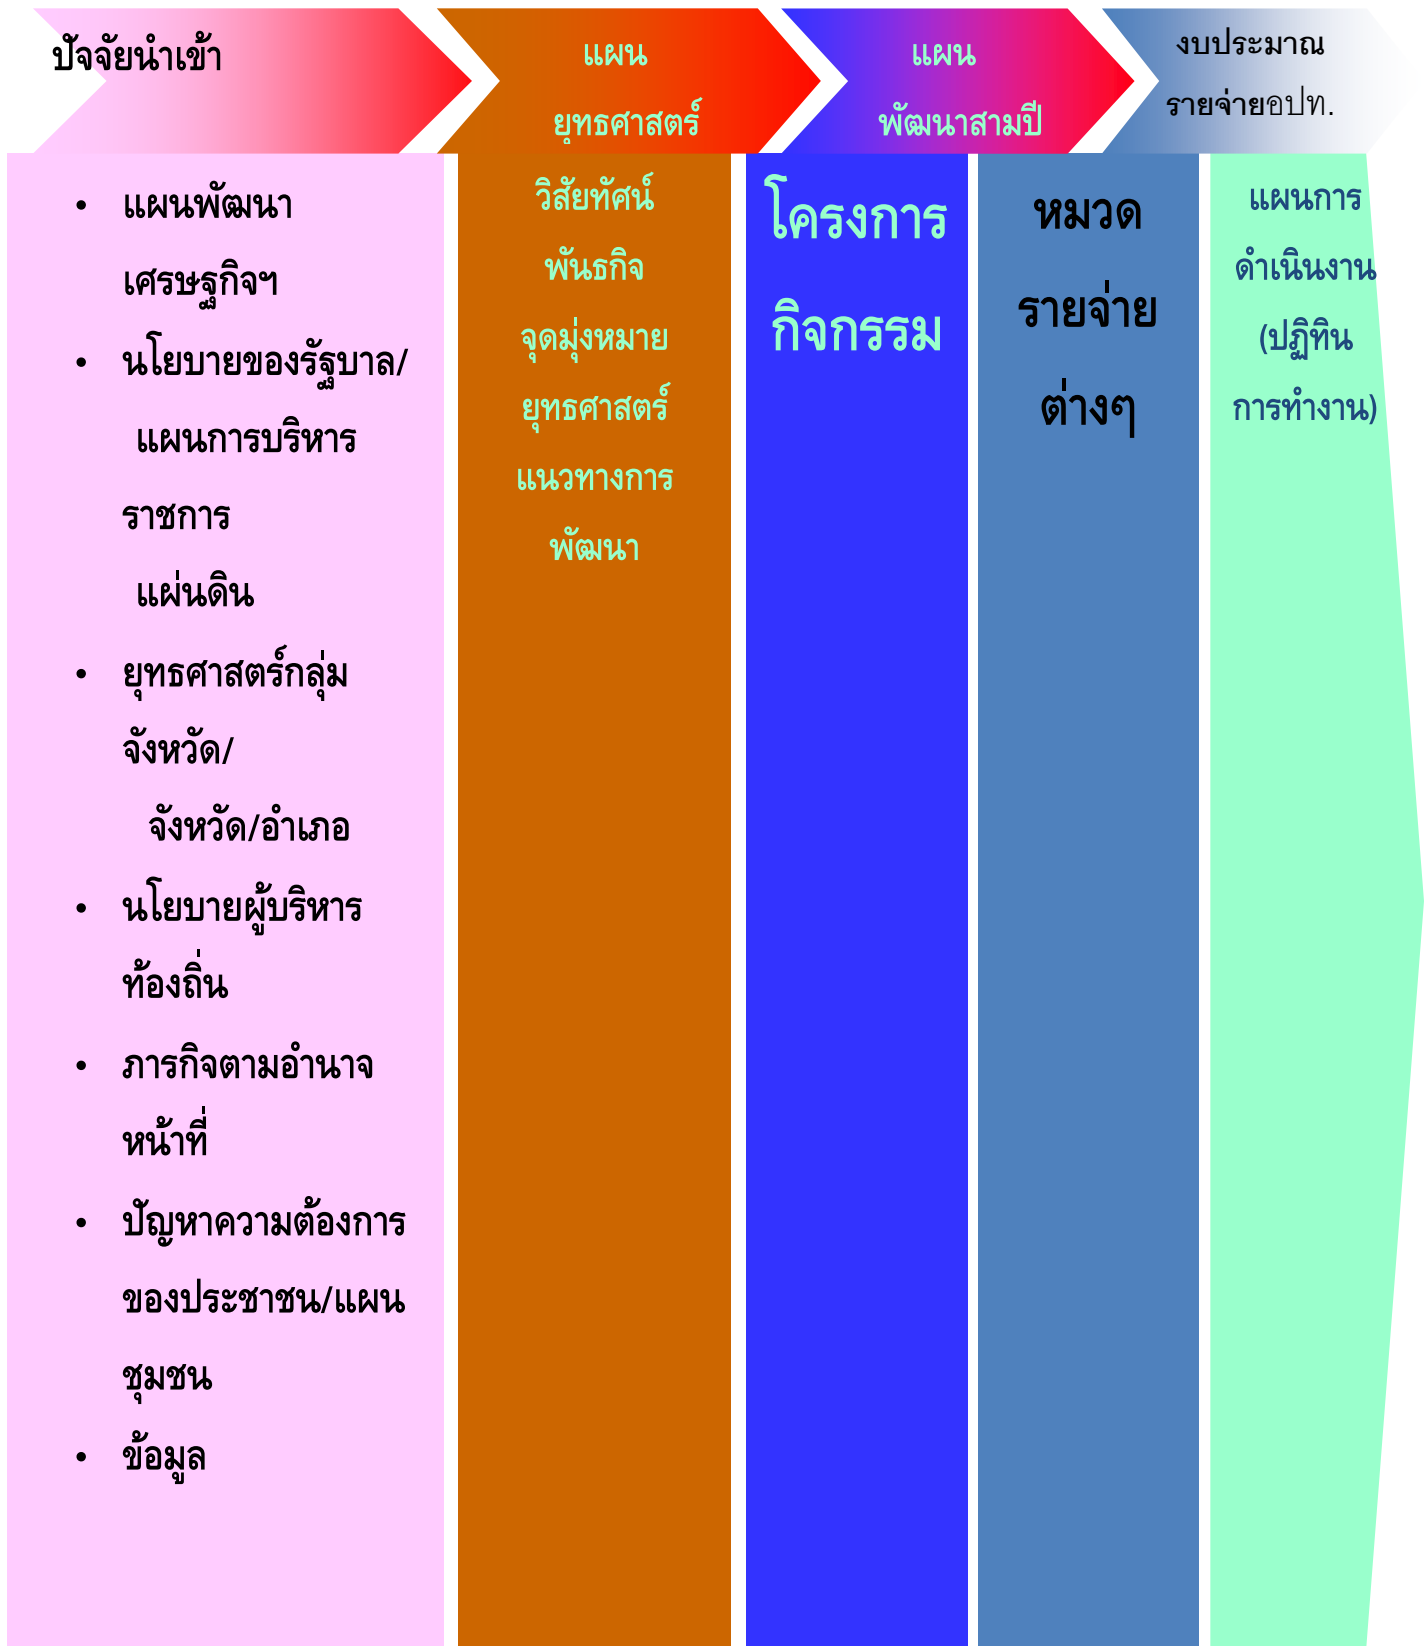 ปัจจัยนำเข้า
แผน
ยุทธศาสตร์
แผน
พัฒนาสามปี
งบประมาณ
รายจ่ายอปท.
• แผนพัฒนา
เศรษฐกิจฯ
• นโยบายของรัฐบาล/
แผนการบริหาร
ราชการ
แผ่นดิน
• ยุทธศาสตร์กลุ่ม
จังหวัด/
จังหวัด/อำเภอ
• นโยบายผู้บริหาร
ท้องถิ่น
• ภารกิจตามอำนาจ
หน้าที่
• ปัญหาความต้องการ
ของประชาชน/แผน
ชุมชน
• ข้อมูล
วิสัยทัศน์
พันธกิจ
จุดมุ่งหมาย
ยุทธศาสตร์
แนวทางการ
พัฒนา
โครงการ
กิจกรรม
หมวด
รายจ่าย
ต่างๆ
แผนการ
ดำเนินงาน
(ปฏิทิน
การทำงาน)